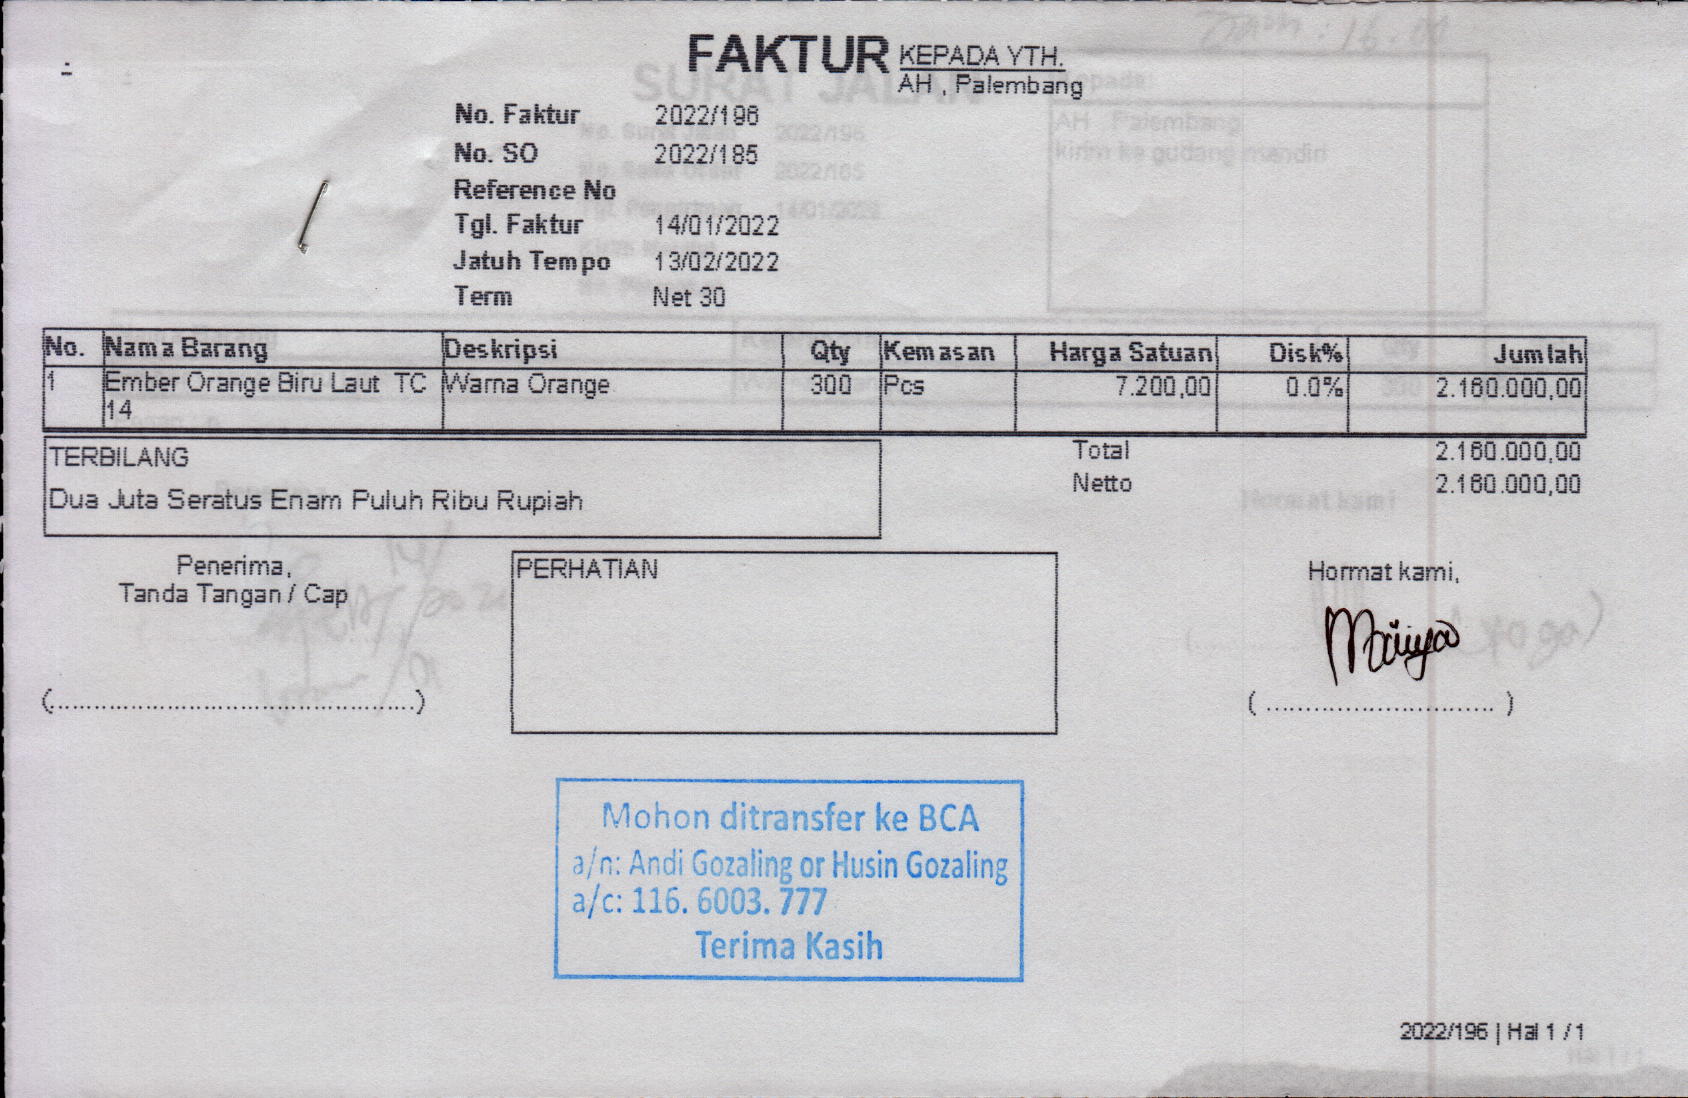 FAKTUR KEPADA YTH.
AH , Palembang
No. Faktur 2022/196
No. SO 2022/185
Reference No
Tgl. Faktur 14/01/2022
Jatuh Tempo 13/02/2022
Term Net 30
No. Nama Barang Deskripsi Qty Kemasan Harga Satuan Disk% Jumlah
1 Ember Orange Biru Laut TC Warna Orange 300 Pcs 7.200,00 0.0% 2.160.000,00
14
TERBILANG Total 2.160.000,00
Dua Juta Seratus Enam Puluh Ribu Rupiah Netto 2.160.000,00
Penerima, PERHATIAN Hormat kami,
Tanda Tangan / Cap
(................................................) ( .............................. )
Mohon ditransfer ke BCA
a/n: Andi Gozaling or Husin Gozaling
a/c: 116. 6003. 777
Terima Kasih
2022/196 | Hal 1 / 1